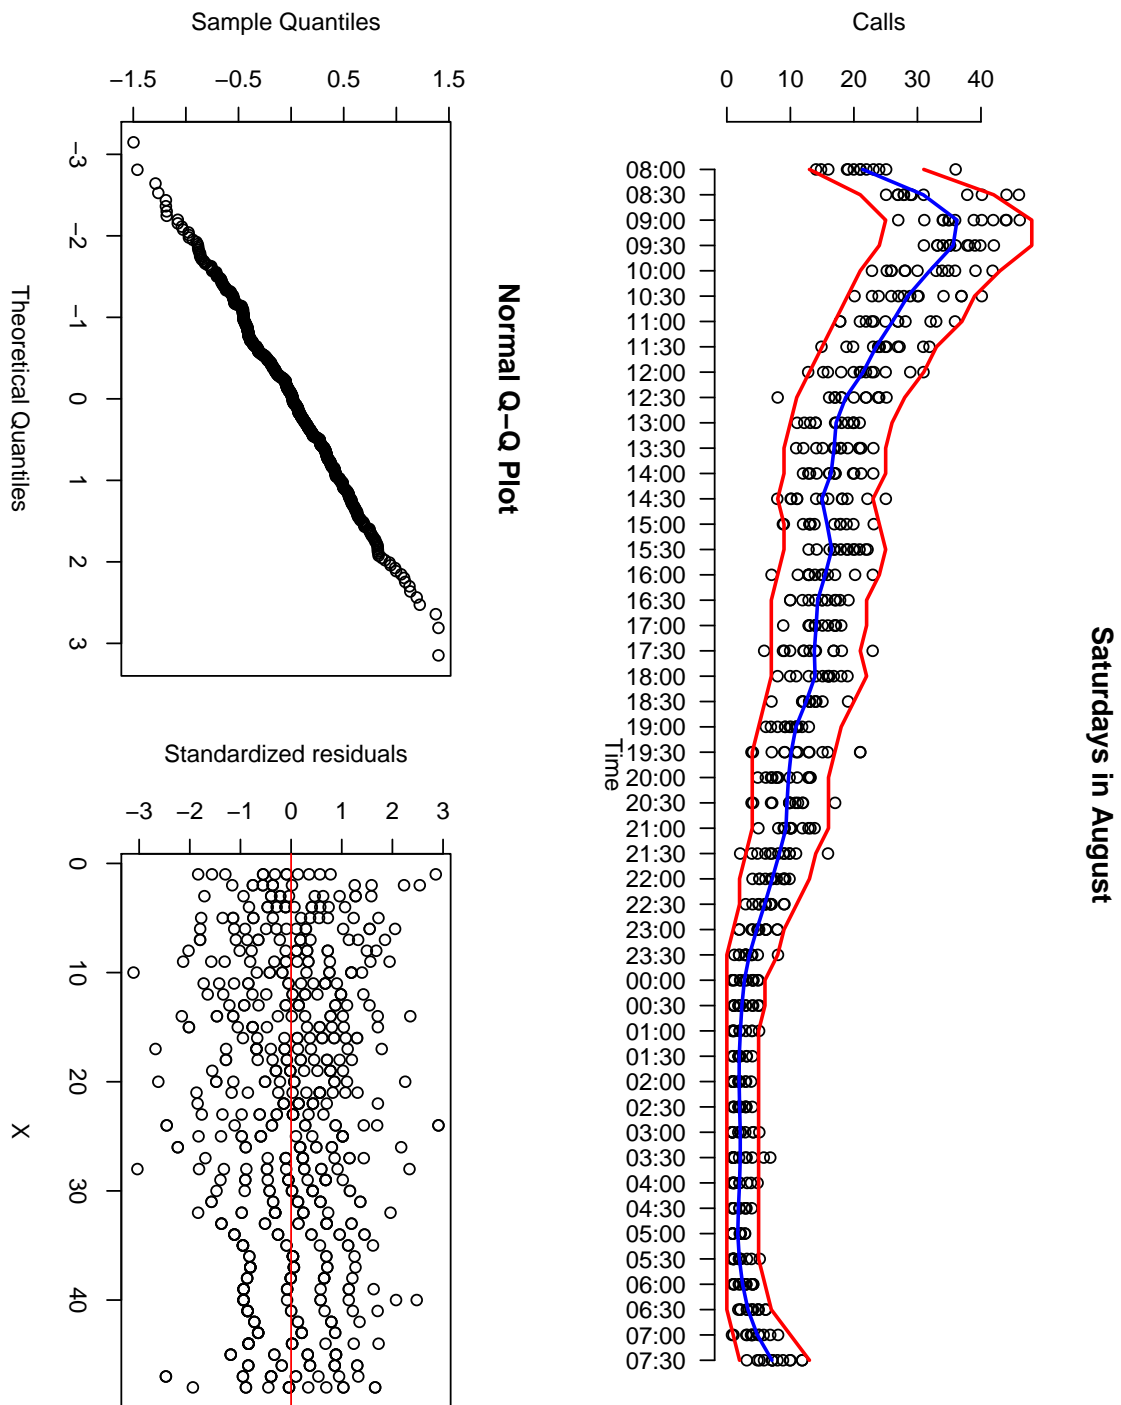 Saturdays in August
Calls
0 10 20 30 40
08:00 08:30 09:00 09:30 10:00 10:30 11:00 11:30 12:00 12:30 13:00 13:30 14:00 14:30 15:00 15:30 16:00 16:30 17:00 17:30 18:00 18:30 19:00 19:30 20:00 20:30 21:00 21:30 22:00 22:30 23:00 23:30 00:00 00:30 01:00 01:30 02:00 02:30 03:00 03:30 04:00 04:30 05:00 05:30 06:00 06:30 07:00 07:30
Time
Normal Q−Q Plot
Sample Quantiles
−1.5 −0.5 0.5 1.5
−3 −2 −1 0 1 2 3
Theoretical Quantiles
Standardized residuals
−3 −2 −1 0 1 2 3
0 10 20 30 40
X